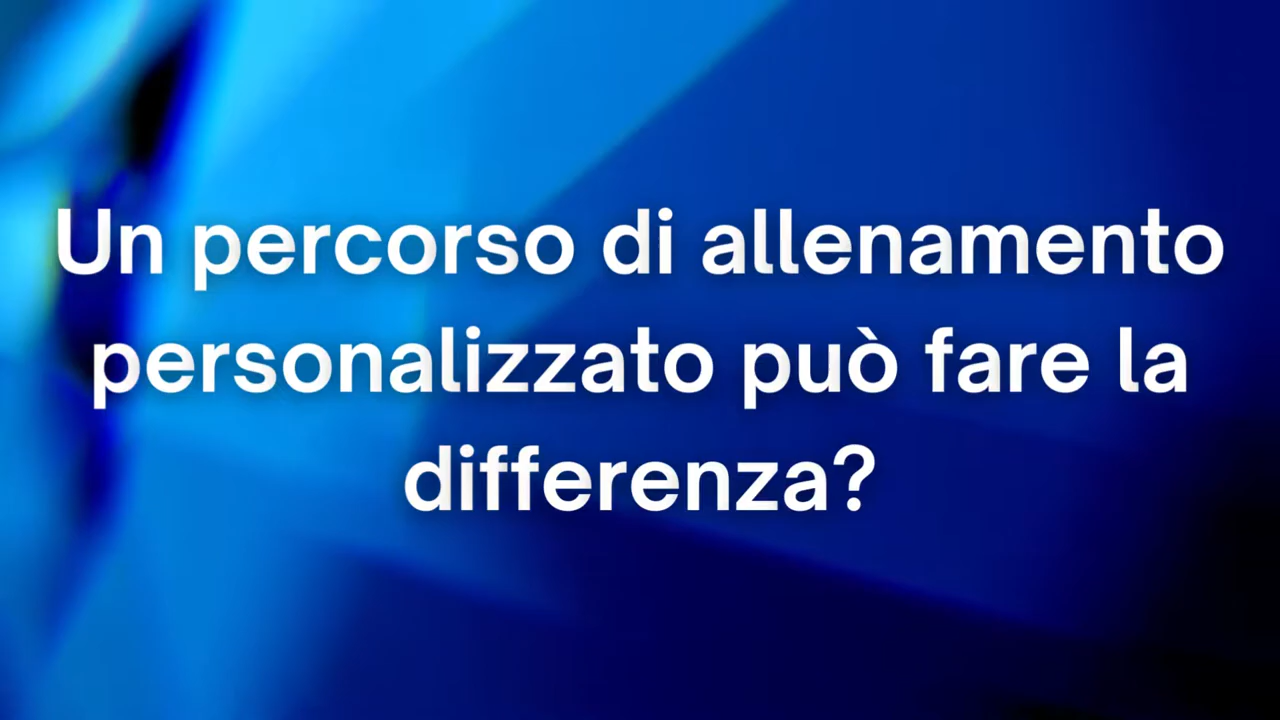 Un percorso di allenamento
personalizzato può fare la
differenza?